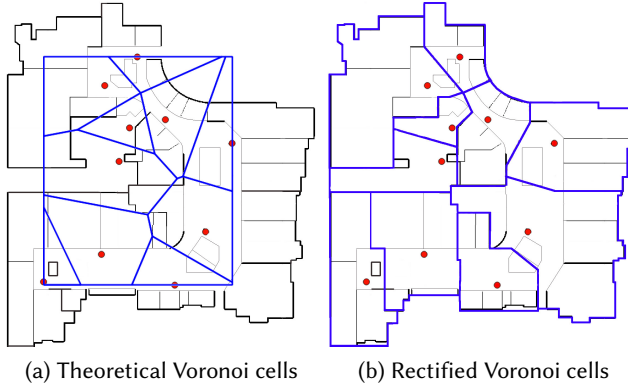 (a) Theoretical Voronoi cells
(b) Rectified Voronoi cells